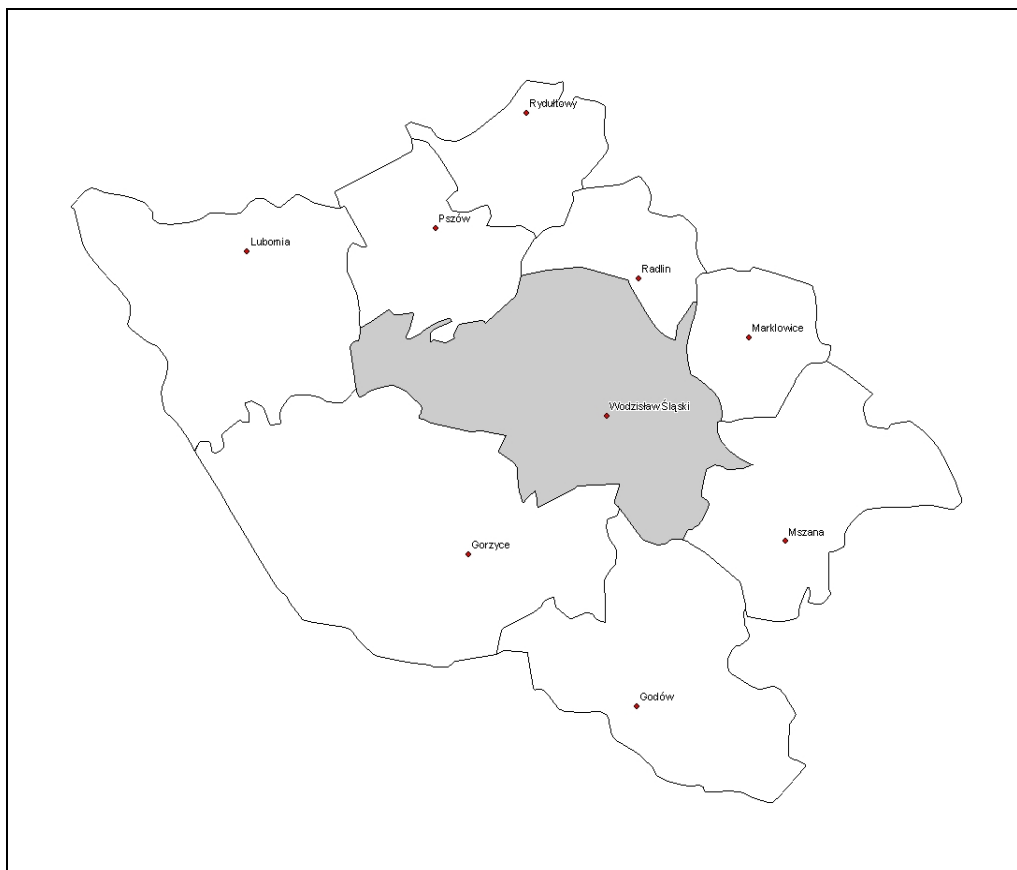 Rydułtowy
Pszów
Lubomia
Radlin
Marklowice
Wodzisław Śląski
Mszana
Gorzyce
Godów